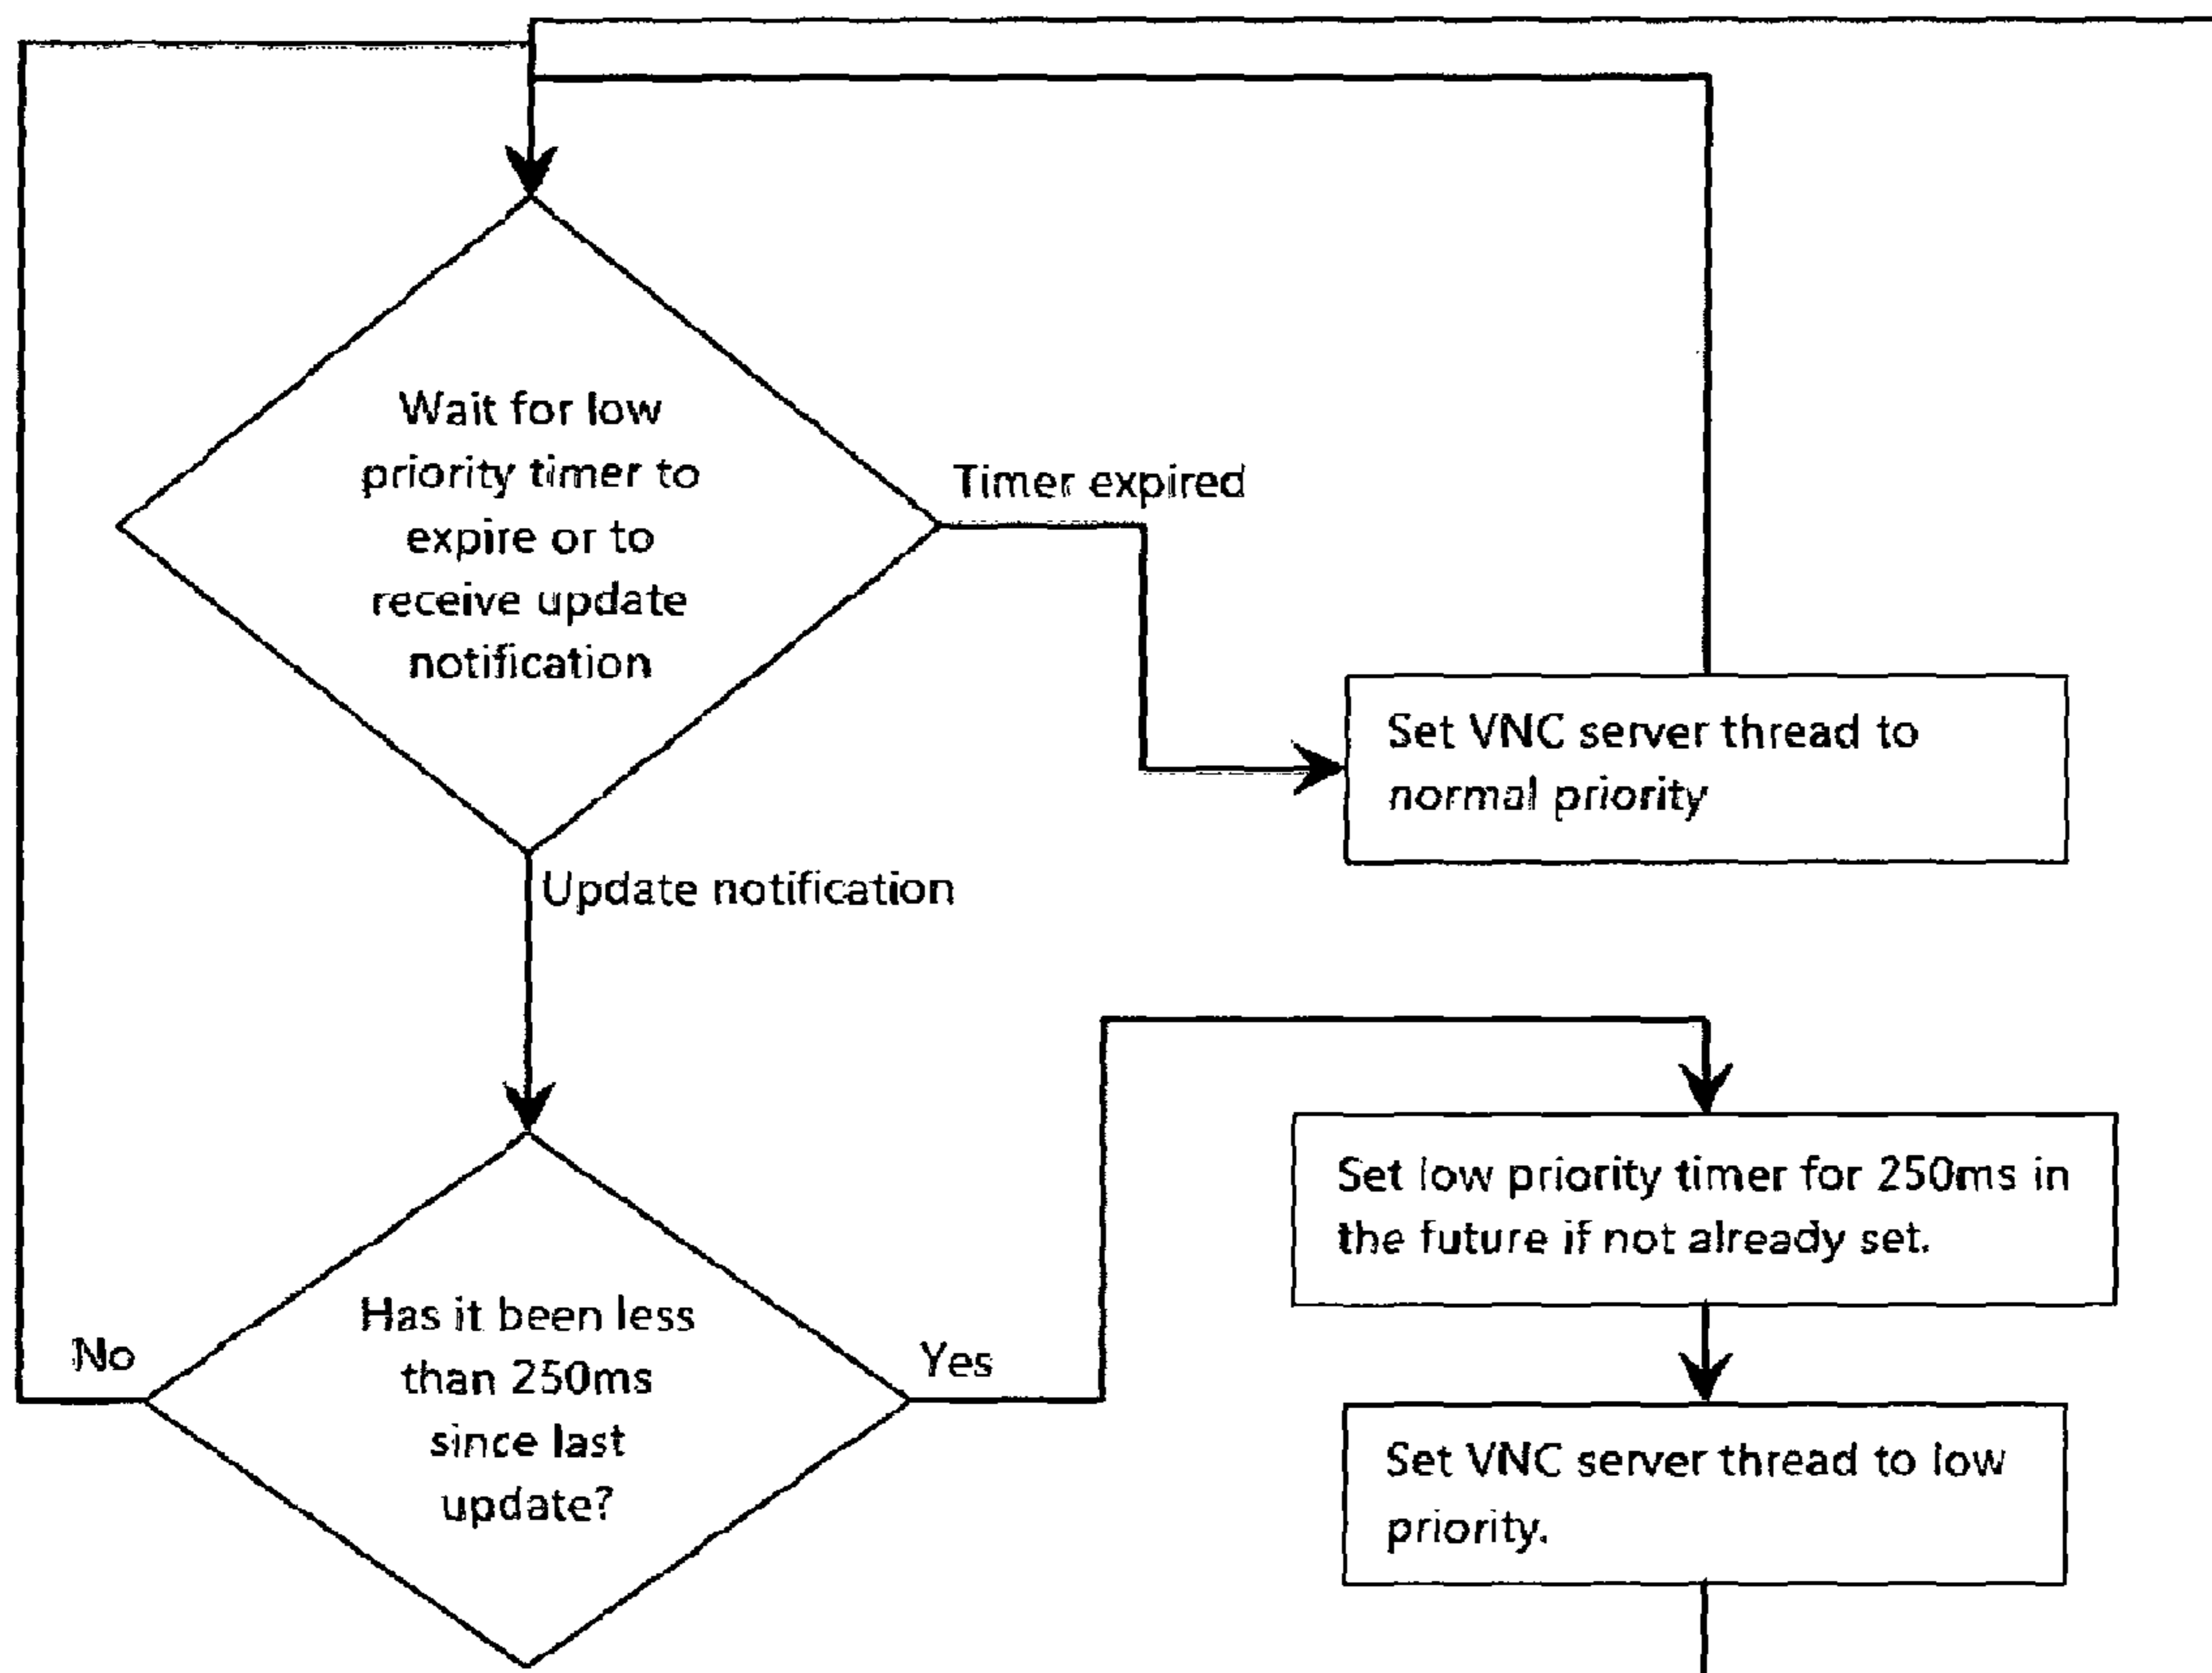 Wait for low
priority timer to
expire or to
receive update
notification
Timer expired
Set VNC server thread to
normal priority
Update notification
Has it been less
than 250ms
since last
update?
No
Yes
Set low priority timer for 250ms in
the future if not already set.
Set VNC server thread to low
priority.